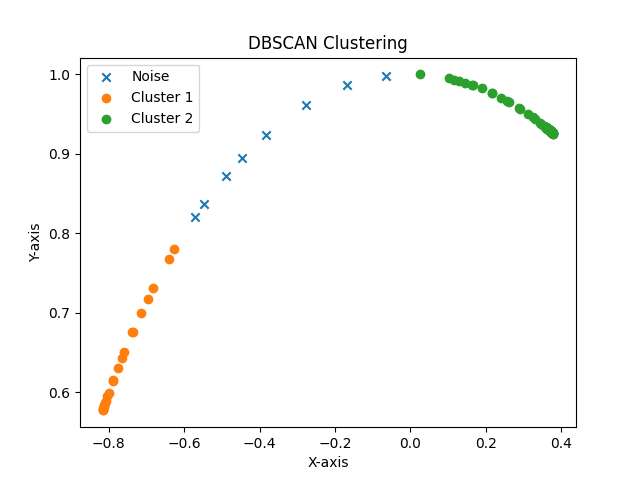 DBSCAN Clustering
Noise
Cluster 1
Cluster 2
1.0
0.9
0.8
0.7
0.6
Y-axis
−0.8 −0.6 −0.4 −0.2 0.0 0.2 0.4
X-axis